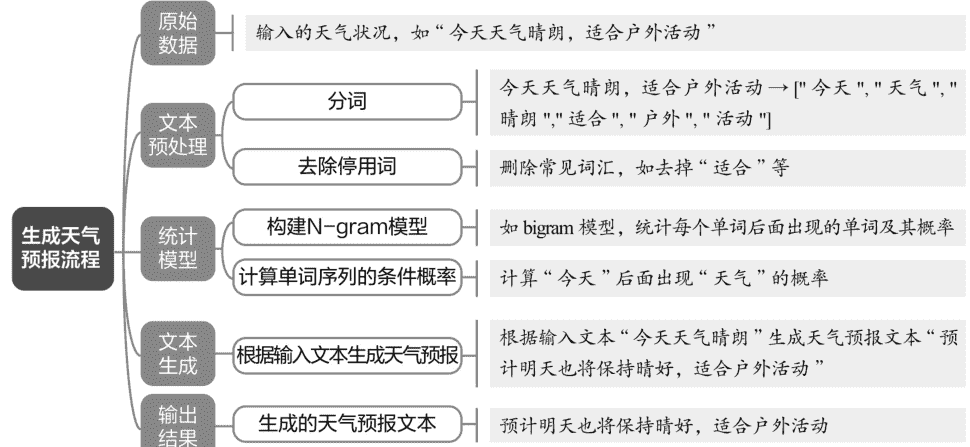 生成天气
预报流程
原始
数据
输入的天气状况，如“今天天气晴朗，适合户外活动”
文本
预处理
分词
今天天气晴朗，适合户外活动→["今天","天气","
晴朗","适合","户外","活动"]
去除停用词
删除常见词汇，如去掉“适合”等
统计
模型
构建N-gram模型
如 bigram 模型，统计每个单词后面出现的单词及其概率
计算单词序列的条件概率
计算“今天”后面出现“天气”的概率
文本
生成
根据输入文本生成天气预报
根据输入文本“今天天气晴朗”生成天气预报文本“预
计明天也将保持晴好，适合户外活动”
输出
结果
生成的天气预报文本
预计明天也将保持晴好，适合户外活动